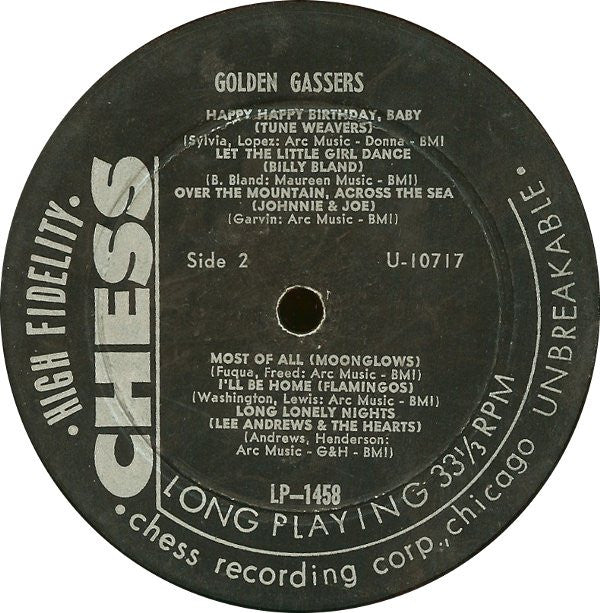 GOLDEN GASSERS
HAPPY HAPPY BIRTHDAY, BABY
(TUNE WEAVERS)
(Sylvia, Lopez: Arc Music - Donna - BMI
LET THE LITTLE GIRL DANCE
(BILLY BLAND)
(B. Bland: Maureen Music - BMI)
OVER THE MOUNTAIN, ACROSS THE SEA
(JOHNNIE & JOE)
(Garvin: Arc Music - BMI)
Side 2 U-10717
MOST OF ALL (MOONGLOWS)
(Fuqua, Freed: Arc Music - BMI)
I'LL BE HOME (FLAMINGOS)
(Washington, Lewis: Arc Music - BMI)
LONG LONELY NIGHTS
(LEE ANDREWS & THE HEARTS)
(Andrews, Henderson:
Arc Music - G&H - BMI)
LP-1458
CHESS
• HIGH FIDELITY •
LONG PLAYING 33⅓ RPM
• chess recording corp., chicago UNBREAKABLE •